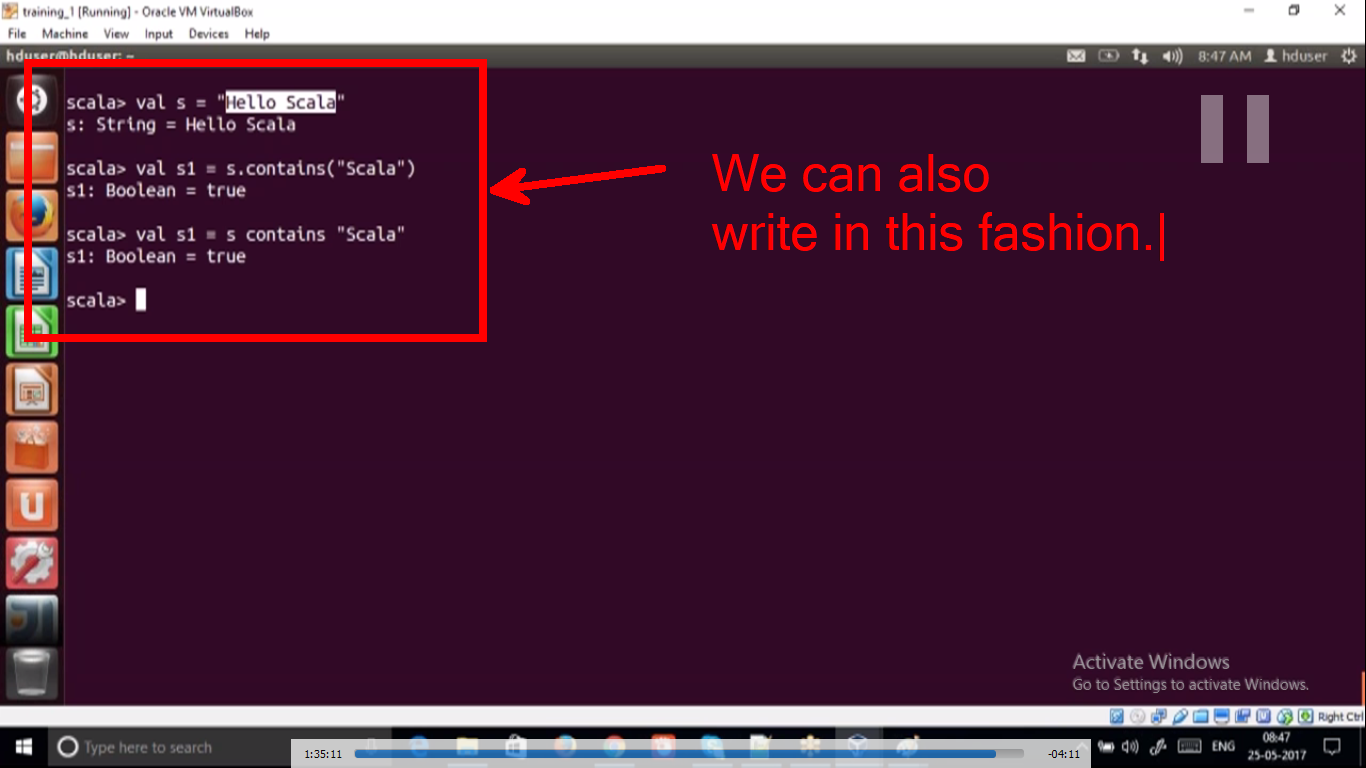 training_1 [Running] - Oracle VM VirtualBox
File Machine View Input Devices Help
hduser@hduser: ~
8:47 AM hduser
scala> val s = "Hello Scala"
s: String = Hello Scala
scala> val s1 = s.contains("Scala")
s1: Boolean = true
scala> val s1 = s contains "Scala"
s1: Boolean = true
scala>
We can also
write in this fashion.
Activate Windows
Go to Settings to activate Windows.
Right Ctrl
Type here to search
1:35:11
-04:11
ENG
08:47
25-05-2017